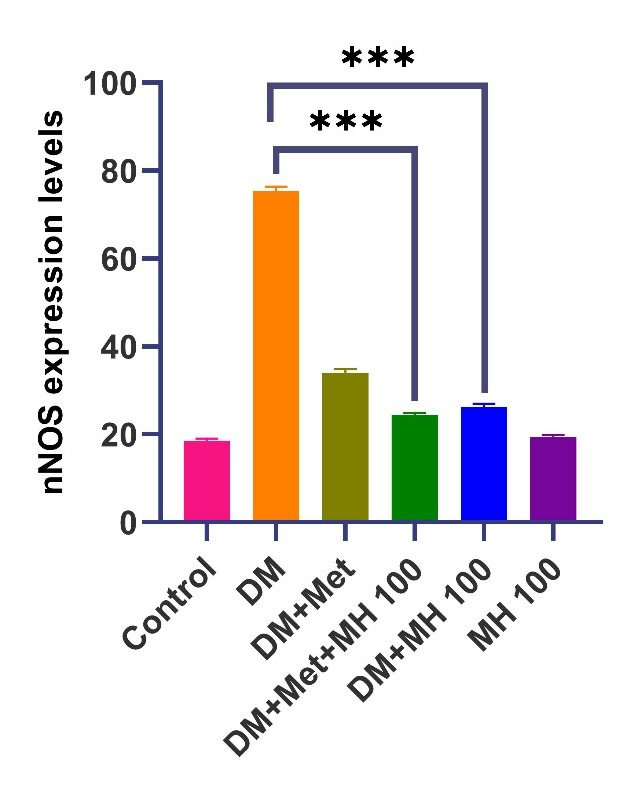 ***
***
nNOS expression levels
100
80
60
40
20
0
Control
DM
DM+Met
DM+Met+MH 100
DM+MH 100
MH 100